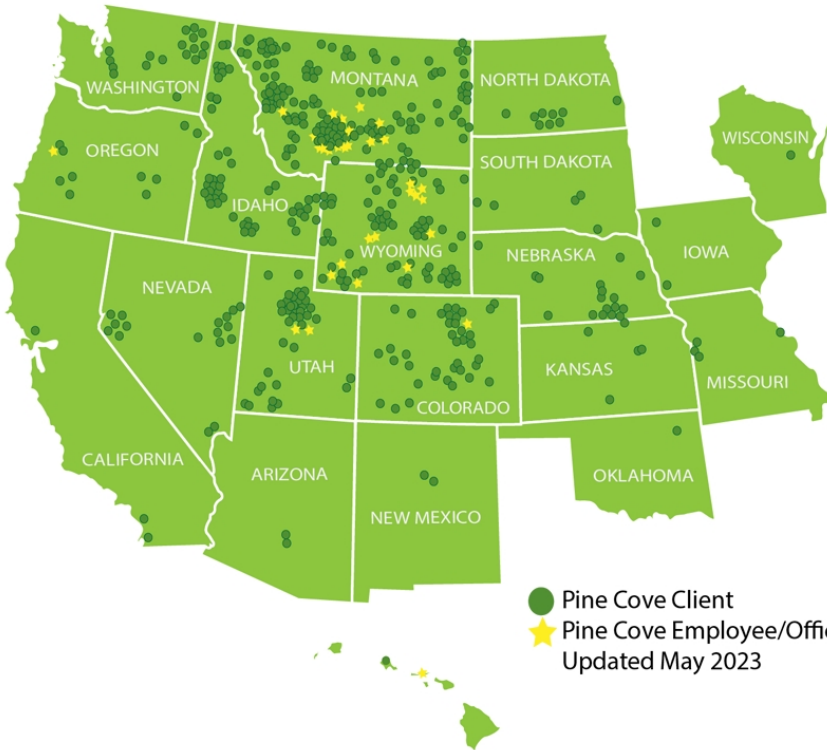 WASHINGTON
MONTANA
NORTH DAKOTA
WISCONSIN
OREGON
SOUTH DAKOTA
IDAHO
WYOMING
NEBRASKA
IOWA
NEVADA
UTAH
COLORADO
KANSAS
MISSOURI
CALIFORNIA
ARIZONA
NEW MEXICO
OKLAHOMA
Pine Cove Client
Pine Cove Employee/Offi
Updated May 2023